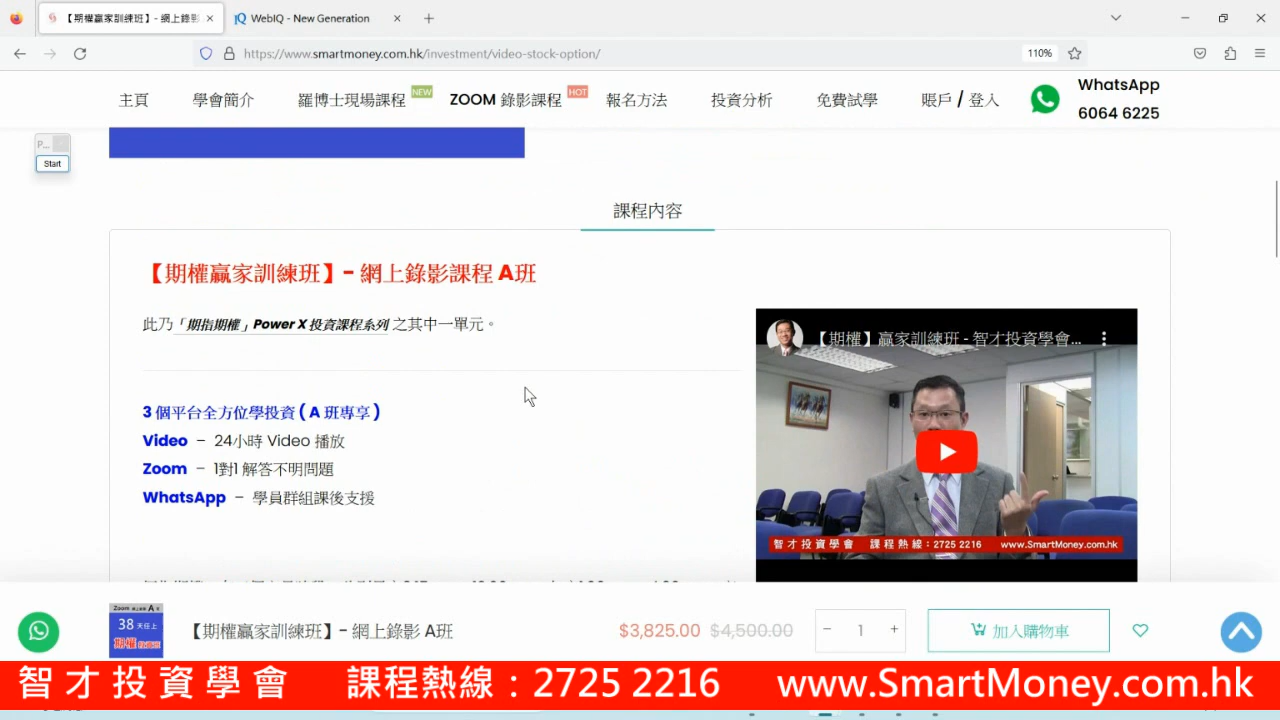 【期權贏家訓練班】- 網上錄影
WebIQ - New Generation
https://www.smartmoney.com.hk/investment/video-stock-option/
110%
主頁
學會簡介
羅博士現場課程 NEW
ZOOM 錄影課程 HOT
報名方法
投資分析
免費試學
賬戶 / 登入
WhatsApp
6064 6225
P...
Start
課程內容
【期權贏家訓練班】- 網上錄影課程 A班
此乃「期指期權」Power X 投資課程系列 之其中一單元。
3 個平台全方位學投資 ( A 班專享 )
Video － 24小時 Video 播放
Zoom － 1對1 解答不明問題
WhatsApp － 學員群組課後支援
【期權】贏家訓練班 - 智才投資學會...
智才投資學會 課程熱線：2725 2216 www.SmartMoney.com.hk
38 天任上
【期權贏家訓練班】- 網上錄影 A班
$3,825.00 $4,500.00
− 1 +
加入購物車
智才投資學會 課程熱線：2725 2216 www.SmartMoney.com.hk